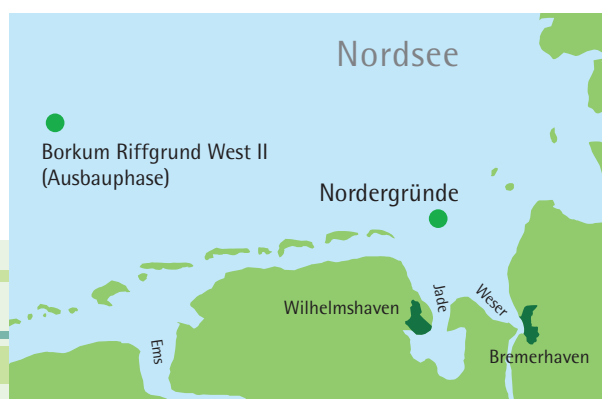 Nordsee
Borkum Riffgrund West II
(Ausbauphase)
Nordergründe
Wilhelmshaven
Jade
Weser
Bremerhaven
Ems